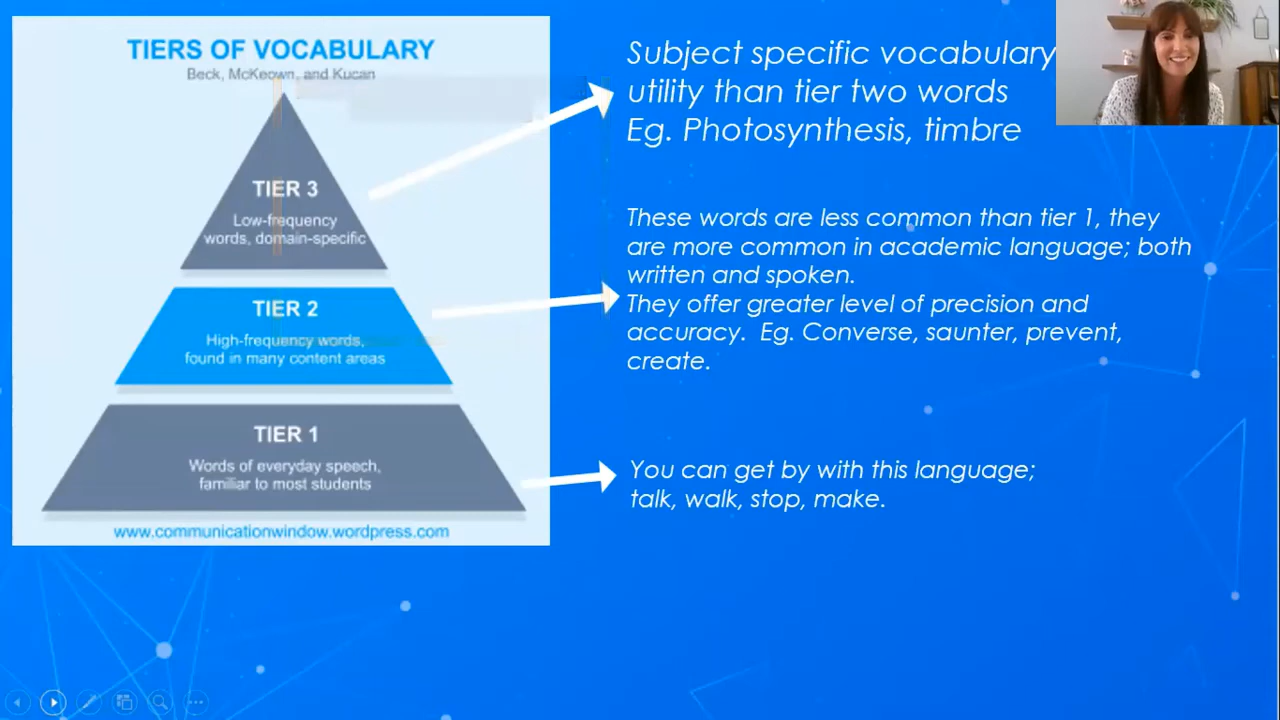 TIERS OF VOCABULARY
Beck, McKeown, and Kucan
TIER 3
Low-frequency
words, domain-specific
TIER 2
High-frequency words,
found in many content areas
TIER 1
Words of everyday speech,
familiar to most students
www.communicationwindow.wordpress.com
Subject specific vocabulary
utility than tier two words
Eg. Photosynthesis, timbre
These words are less common than tier 1, they
are more common in academic language; both
written and spoken.
They offer greater level of precision and
accuracy. Eg. Converse, saunter, prevent,
create.
You can get by with this language;
talk, walk, stop, make.